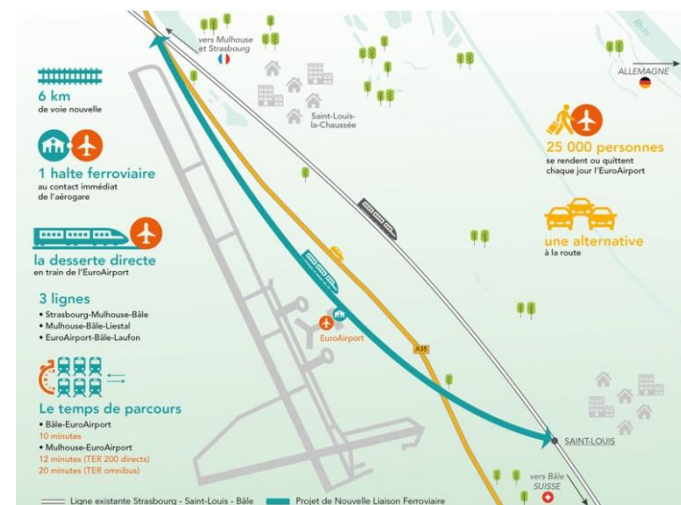 vers Mulhouse
et Strasbourg
Rhin
ALLEMAGNE
6 km
de voie nouvelle
Saint-Louis-
la-Chaussée
1 halte ferroviaire
au contact immédiat
de l'aérogare
25 000 personnes
se rendent ou quittent
chaque jour l'EuroAirport
la desserte directe
en train de l'EuroAirport
une alternative
à la route
3 lignes
• Strasbourg-Mulhouse-Bâle
• Mulhouse-Bâle-Liestal
• EuroAirport-Bâle-Laufon
EuroAirport
A35
Le temps de parcours
• Bâle-EuroAirport
10 minutes
• Mulhouse-EuroAirport
12 minutes (TER 200 directs)
20 minutes (TER omnibus)
SAINT-LOUIS
vers Bâle
SUISSE
Ligne existante Strasbourg - Saint-Louis - Bâle
Projet de Nouvelle Liaison Ferroviaire